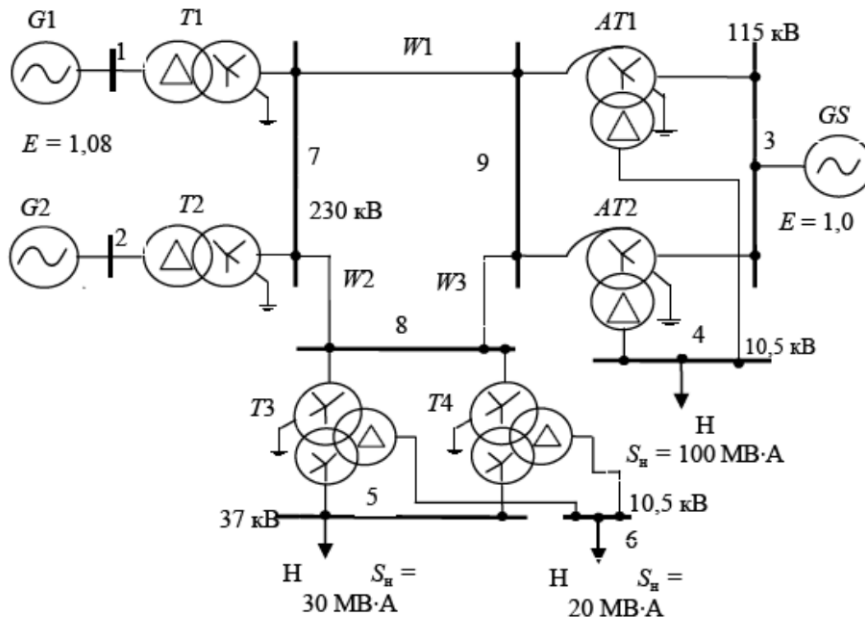 G1
T1
W1
AT1
115 кВ
1
GS
E = 1,08
7
9
3
G2
T2
230 кВ
AT2
E = 1,0
2
W2
W3
8
4
10,5 кВ
T3
T4
Н
Sн = 100 МВ·А
5
10,5 кВ
37 кВ
6
Н Sн =
30 МВ·А
Н Sн =
20 МВ·А